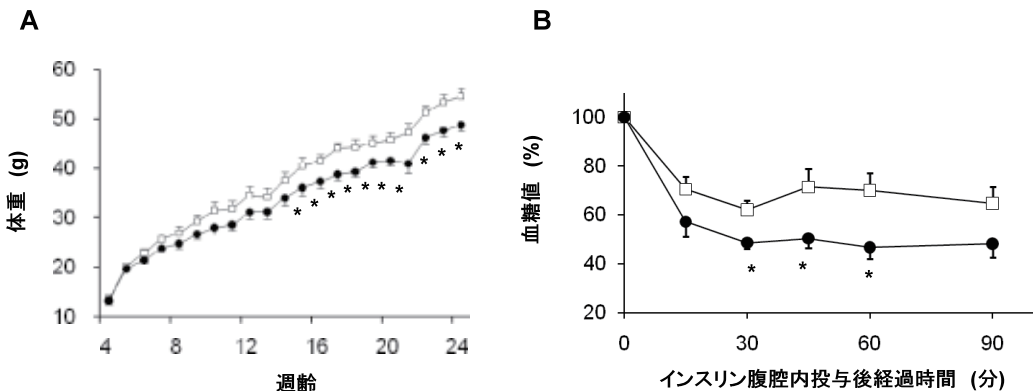 A
体重 (g)
60
50
40
30
20
10
4 8 12 16 20 24
週齢
* * * * * * * * * *
B
血糖値 (%)
100
80
60
40
20
0 30 60 90
インスリン腹腔内投与後経過時間 (分)
* * *